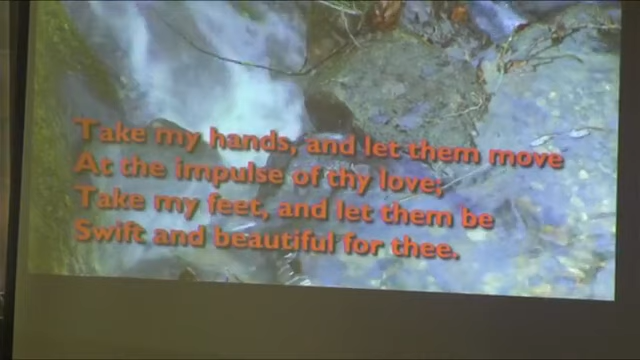 Take my hands, and let them move
At the impulse of thy love;
Take my feet, and let them be
Swift and beautiful for thee.